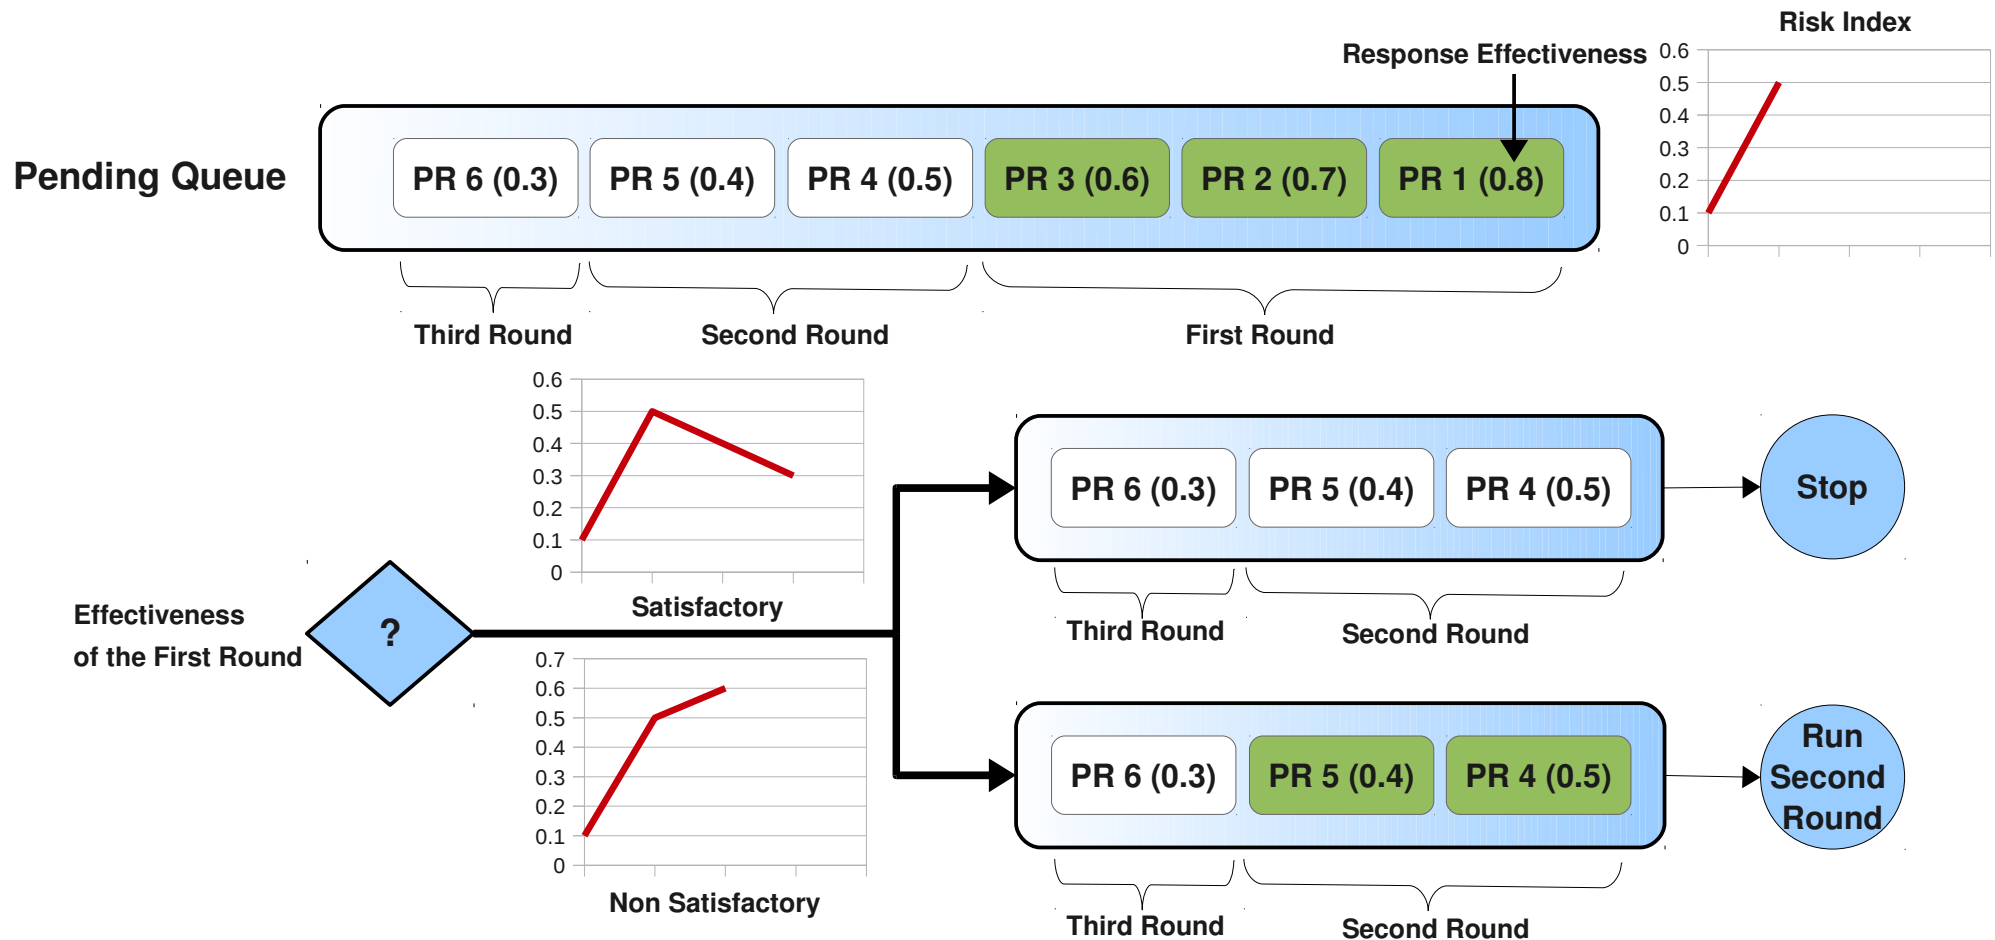 Risk Index
Response Effectiveness
0.6
0.5
0.4
0.3
0.2
0.1
0
Pending Queue
PR 6 (0.3)
PR 5 (0.4)
PR 4 (0.5)
PR 3 (0.6)
PR 2 (0.7)
PR 1 (0.8)
Third Round
Second Round
First Round
0.6
0.5
0.4
0.3
0.2
0.1
0
Satisfactory
PR 6 (0.3)
PR 5 (0.4)
PR 4 (0.5)
Stop
Third Round
Second Round
Effectiveness
of the First Round
?
0.7
0.6
0.5
0.4
0.3
0.2
0.1
0
Non Satisfactory
PR 6 (0.3)
PR 5 (0.4)
PR 4 (0.5)
Run
Second
Round
Third Round
Second Round